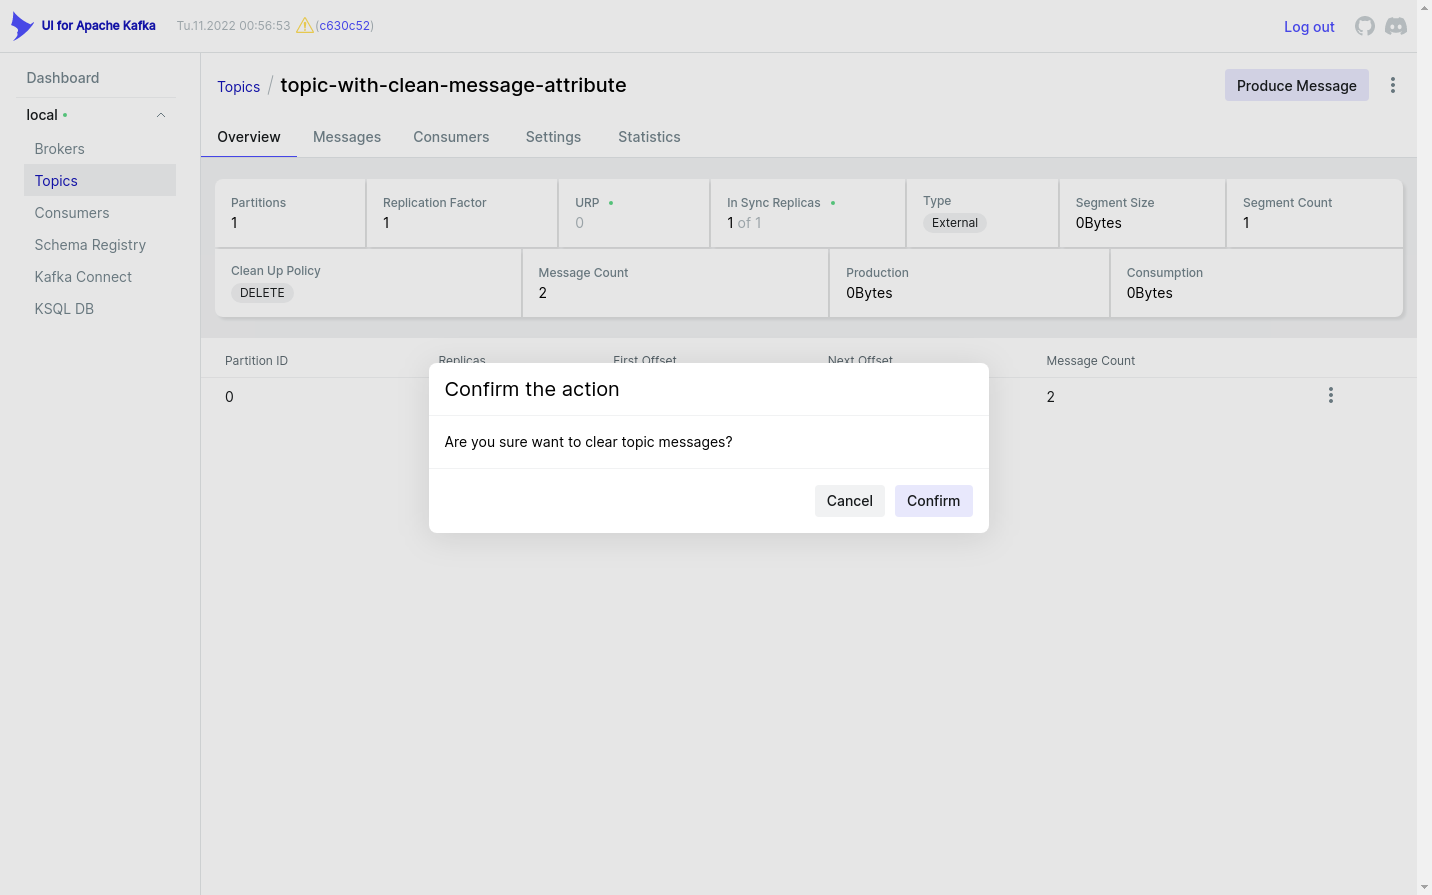 UI for Apache Kafka Tu.11.2022 00:56:53 (c630c52) Log out
Dashboard
local
Brokers
Topics
Consumers
Schema Registry
Kafka Connect
KSQL DB
Topics / topic-with-clean-message-attribute Produce Message
Overview Messages Consumers Settings Statistics
Partitions Replication Factor URP In Sync Replicas Type Segment Size Segment Count
1 1 0 1 of 1 External 0Bytes 1
Clean Up Policy Message Count Production Consumption
DELETE 2 0Bytes 0Bytes
Partition ID Replicas First Offset Next Offset Message Count
0 2
Confirm the action
Are you sure want to clear topic messages?
Cancel Confirm